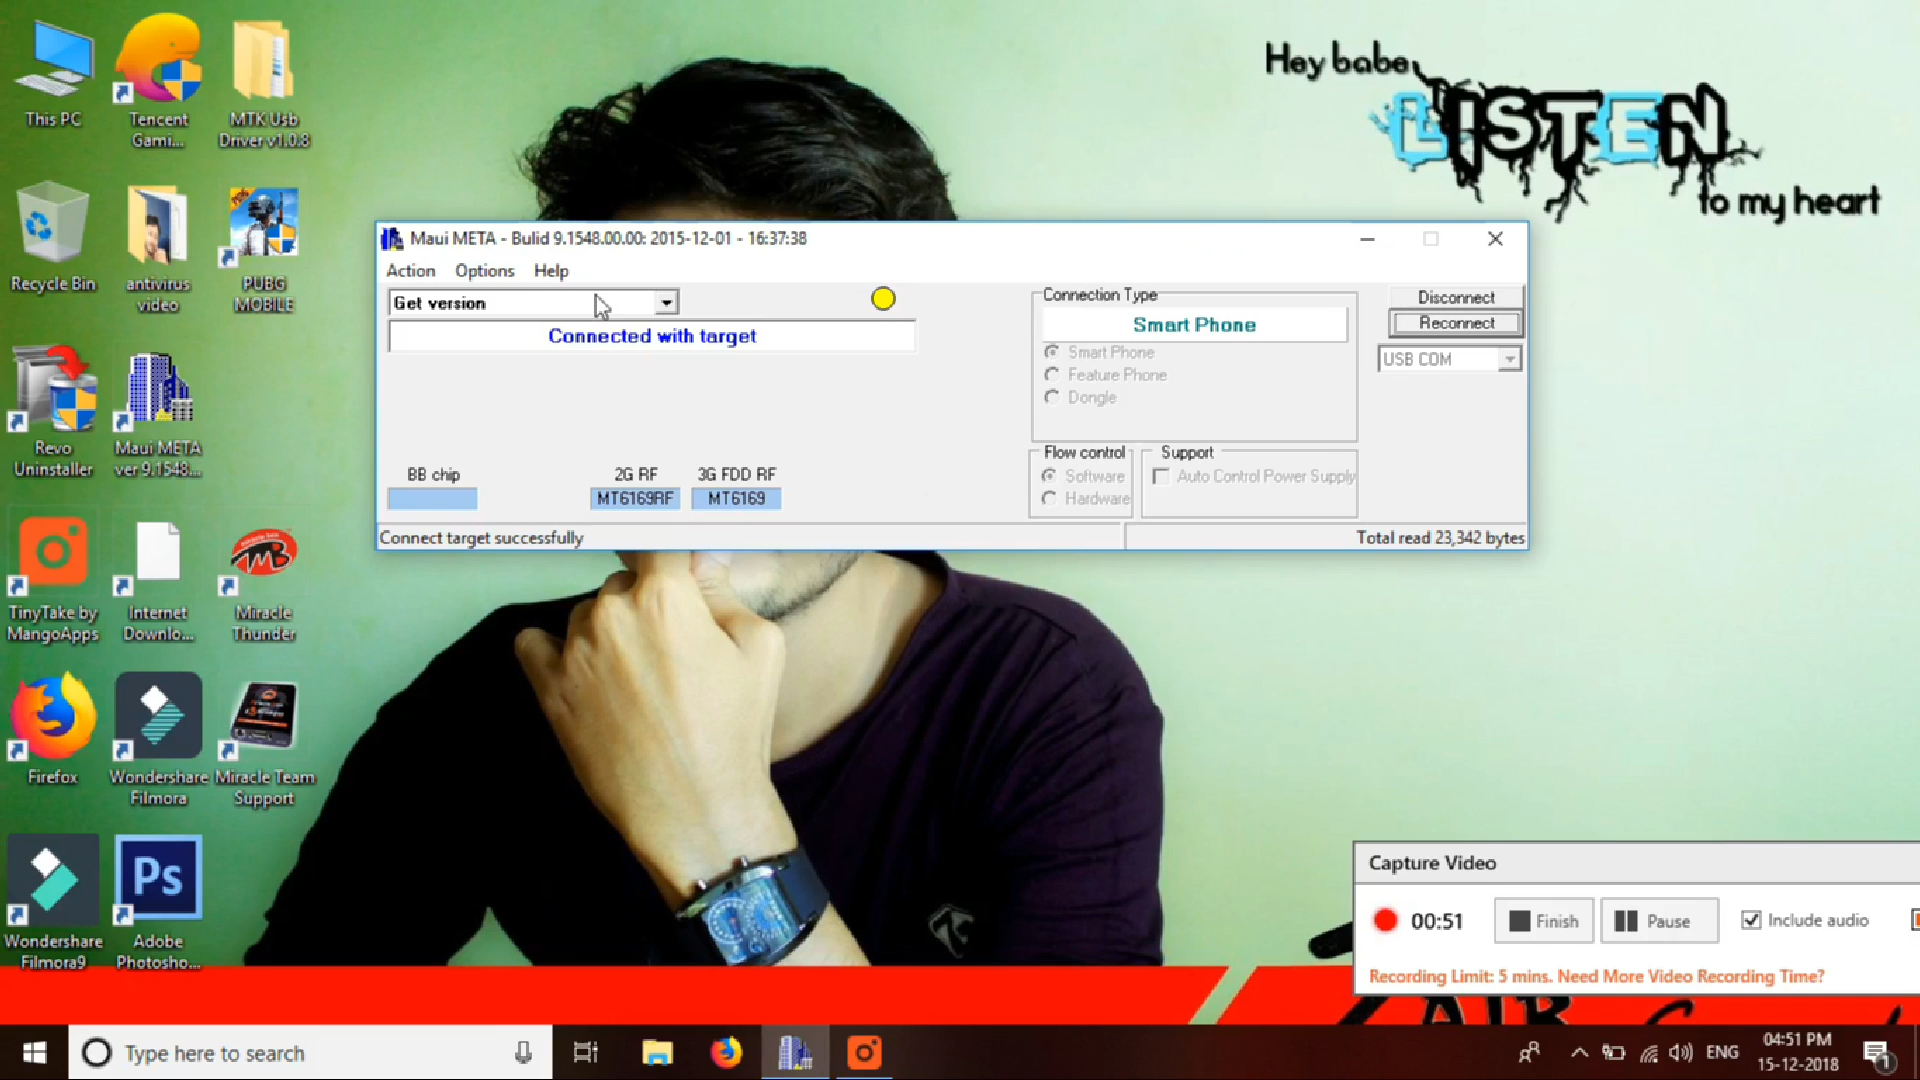 This PC
Tencent
Gami...
MTK Usb
Driver v1.0.8
Recycle Bin
antivirus
video
PUBG
MOBILE
Revo
Uninstaller
Maui META
ver 9.1548...
TinyTake by
MangoApps
Internet
Downlo...
Miracle
Thunder
Firefox
Wondershare
Filmora
Miracle Team
Support
Wondershare
Filmora9
Ps
Adobe
Photosho...
Hey babe
LISTEN
to my heart
Maui META - Bulid 9.1548.00.00: 2015-12-01 - 16:37:38
Action Options Help
Get version
Connected with target
BB chip
2G RF
3G FDD RF
MT6169RF
MT6169
Connection Type
Smart Phone
Smart Phone
Feature Phone
Dongle
Flow control
Software
Hardware
Support
Auto Control Power Supply
Disconnect
Reconnect
USB COM
Connect target successfully
Total read 23,342 bytes
Capture Video
00:51
Finish
Pause
Include audio
Recording Limit: 5 mins. Need More Video Recording Time?
Type here to search
ENG
04:51 PM
15-12-2018
1